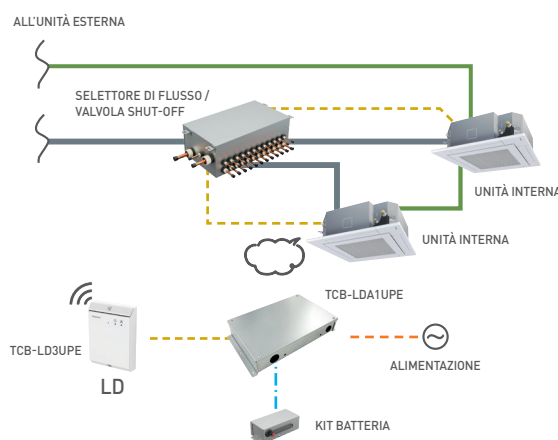 ALL'UNITÀ ESTERNA
SELETTORE DI FLUSSO /
VALVOLA SHUT-OFF
UNITÀ INTERNA
UNITÀ INTERNA
TCB-LDA1UPE
TCB-LD3UPE
LD
ALIMENTAZIONE
KIT BATTERIA